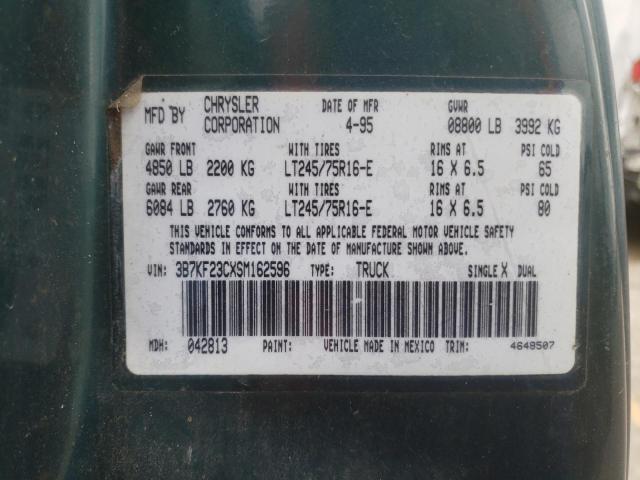 MFD BY CHRYSLER CORPORATION DATE OF MFR 4-95 GVWR 08800 LB 3992 KG
GAWR FRONT WITH TIRES RIMS AT PSI COLD
4850 LB 2200 KG LT245/75R16-E 16 X 6.5 65
GAWR REAR WITH TIRES RIMS AT PSI COLD
6084 LB 2760 KG LT245/75R16-E 16 X 6.5 80
THIS VEHICLE CONFORMS TO ALL APPLICABLE FEDERAL MOTOR VEHICLE SAFETY
STANDARDS IN EFFECT ON THE DATE OF MANUFACTURE SHOWN ABOVE.
VIN: 3B7KF23CXSM162596 TYPE: TRUCK SINGLE X DUAL
MDH: 042813 PAINT: VEHICLE MADE IN MEXICO TRIM: 4648507